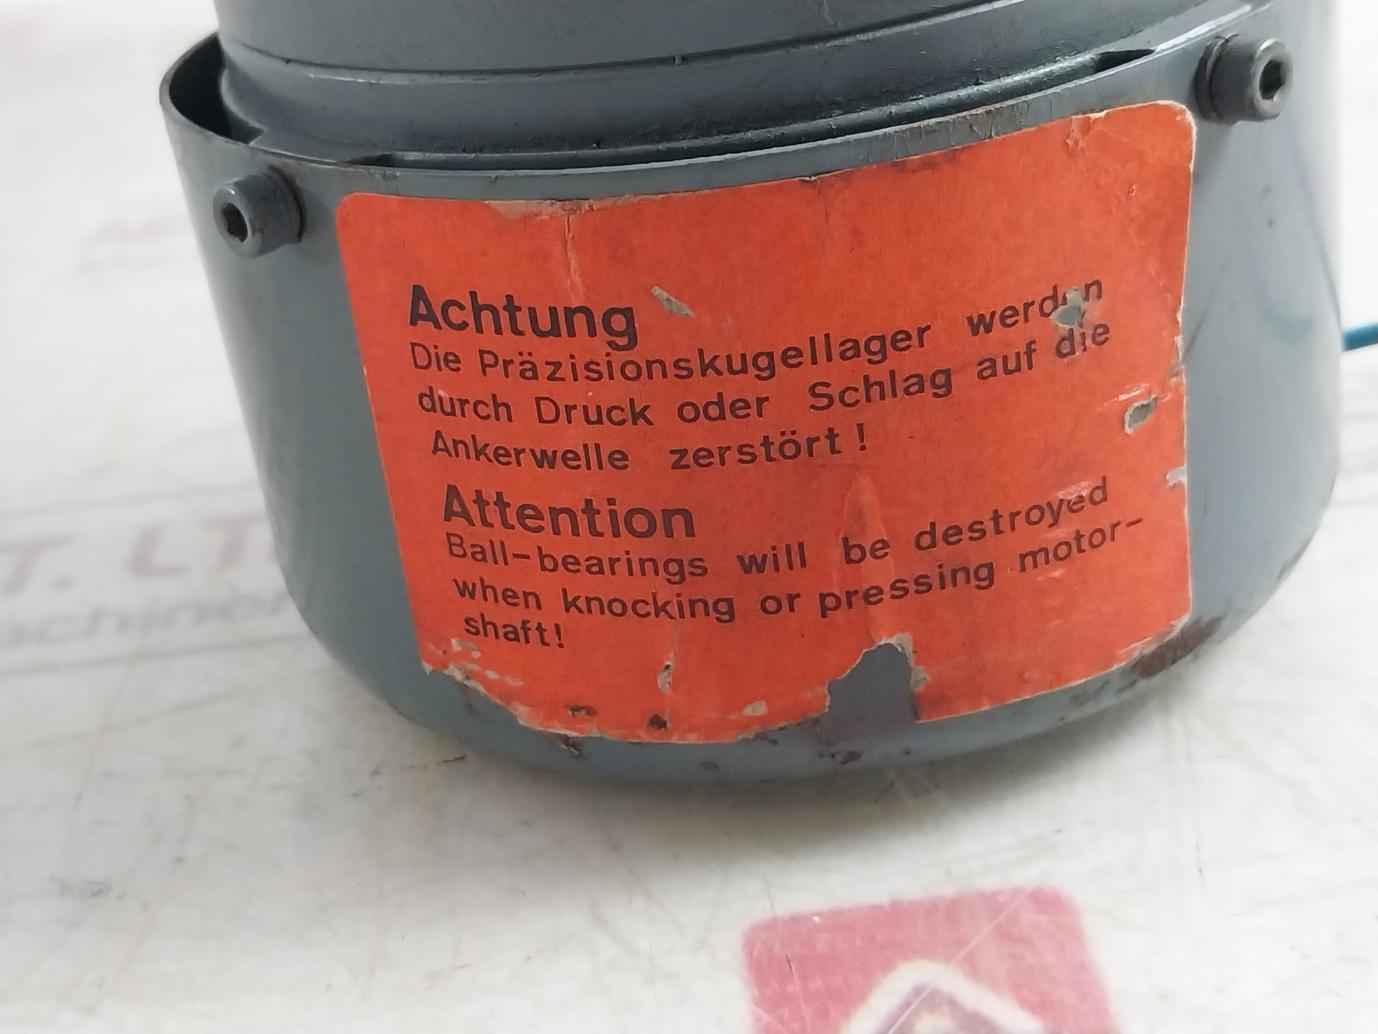 Achtung
Die Präzisionskugellager werden
durch Druck oder Schlag auf die
Ankerwelle zerstört!
Attention
Ball-bearings will be destroyed
when knocking or pressing motor-
shaft!
T. LT